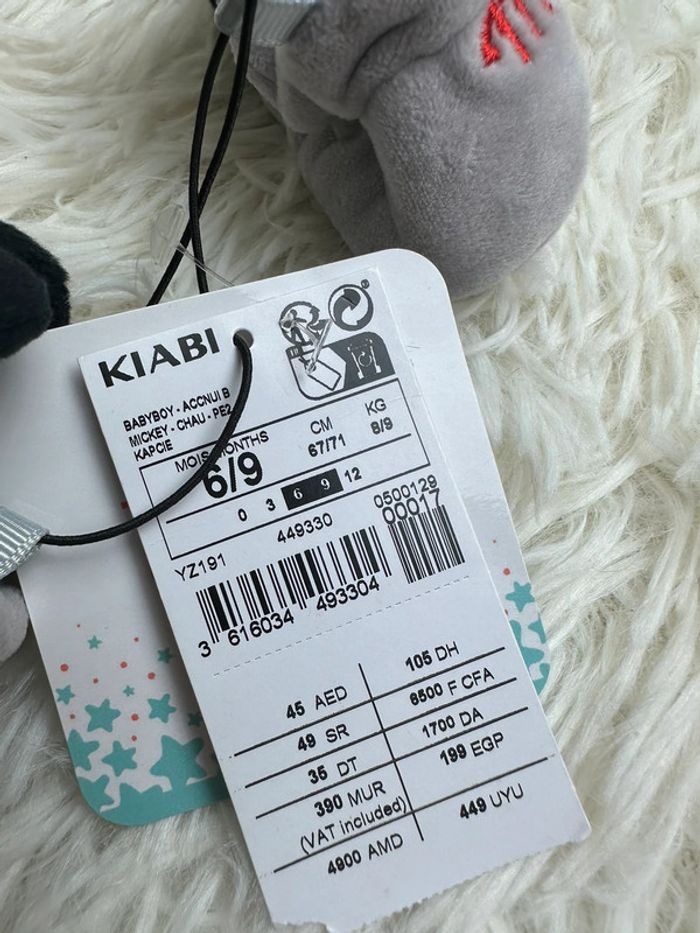 KIABI
BABYBOY - ACCNUI B
MICKEY - CHAU - PE2
KAPCIE
MOIS MONTHS
6/9
CM
67/71
KG
8/9
0 3 6 9 12
449330
YZ191
0500129
00017
3 616034 493304
45 AED
105 DH
49 SR
6500 F CFA
35 DT
1700 DA
390 MUR
(VAT included)
199 EGP
4900 AMD
449 UYU